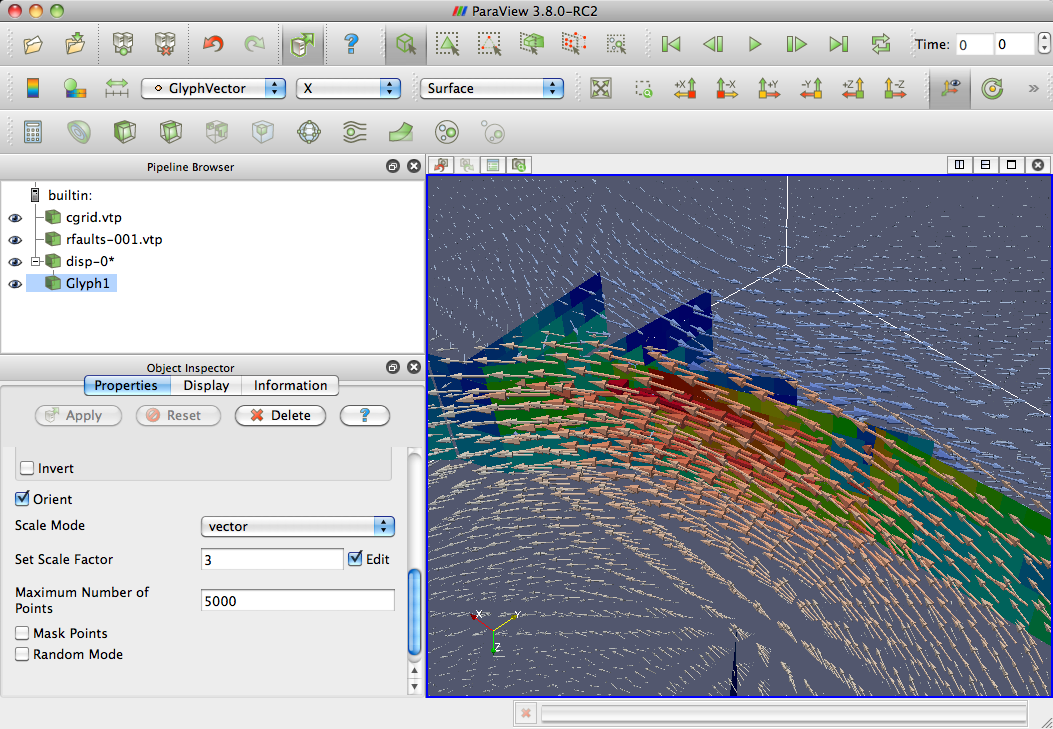 ParaView 3.8.0-RC2
? Time: 0 0
GlyphVector X Surface +X -X +Y -Y +Z -Z »
Pipeline Browser
builtin:
cgrid.vtp
rfaults-001.vtp
disp-0*
Glyph1
Object Inspector
Properties Display Information
Apply Reset Delete ?
Invert
Orient
Scale Mode vector
Set Scale Factor 3 Edit
Maximum Number of
Points 5000
Mask Points
Random Mode
X Y
Z